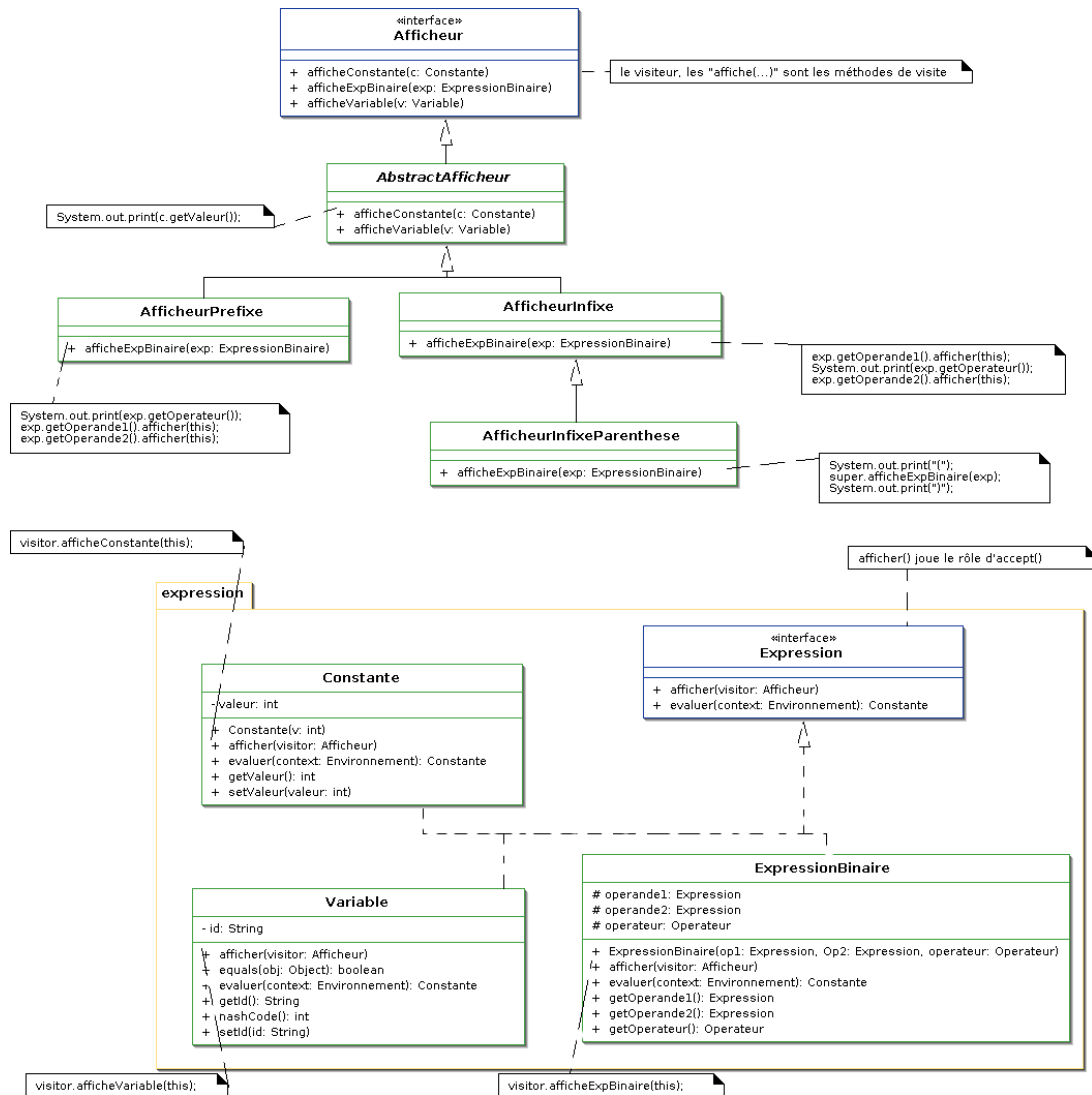 «interface»
Afficheur
+ afficheConstante(c: Constante)
+ afficheExpBinaire(exp: ExpressionBinaire)
+ afficheVariable(v: Variable)
le visiteur, les "affiche(...)" sont les méthodes de visite
AbstractAfficheur
+ afficheConstante(c: Constante)
+ afficheVariable(v: Variable)
System.out.print(c.getValeur());
AfficheurPrefixe
+ afficheExpBinaire(exp: ExpressionBinaire)
AfficheurInfixe
+ afficheExpBinaire(exp: ExpressionBinaire)
exp.getOperande1().afficher(this);
System.out.print(exp.getOperateur());
exp.getOperande2().afficher(this);
System.out.print(exp.getOperateur());
exp.getOperande1().afficher(this);
exp.getOperande2().afficher(this);
AfficheurInfixeParenthese
+ afficheExpBinaire(exp: ExpressionBinaire)
System.out.print("(");
super.afficheExpBinaire(exp);
System.out.print(")");
visitor.afficheConstante(this);
afficher() joue le rôle d'accept()
expression
«interface»
Expression
+ afficher(visitor: Afficheur)
+ evaluer(context: Environnement): Constante
Constante
- valeur: int
+ Constante(v: int)
+ afficher(visitor: Afficheur)
+ evaluer(context: Environnement): Constante
+ getValeur(): int
+ setValeur(valeur: int)
Variable
- id: String
+ afficher(visitor: Afficheur)
+ equals(obj: Object): boolean
+ evaluer(context: Environnement): Constante
+ getId(): String
+ hashCode(): int
+ setId(id: String)
ExpressionBinaire
# operande1: Expression
# operande2: Expression
# operateur: Operateur
+ ExpressionBinaire(op1: Expression, Op2: Expression, operateur: Operateur)
+ afficher(visitor: Afficheur)
+ evaluer(context: Environnement): Constante
+ getOperande1(): Expression
+ getOperande2(): Expression
+ getOperateur(): Operateur
visitor.afficheVariable(this);
visitor.afficheExpBinaire(this);